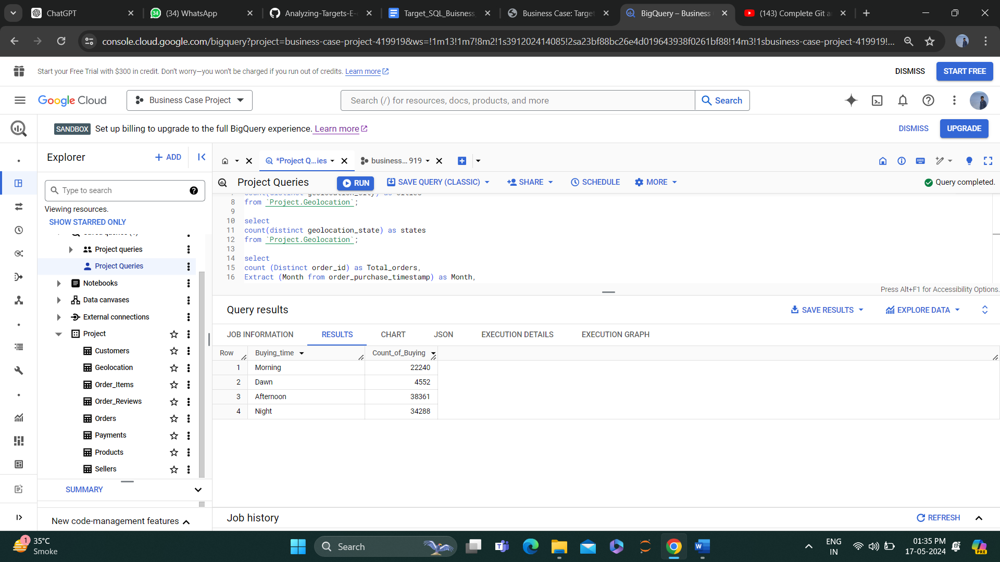 ChatGPT
34
(34) WhatsApp
Analyzing-Targets-E-
Target_SQL_Buisness_
Business Case: Target
BigQuery – Business
(143) Complete Git a
console.cloud.google.com/bigquery?project=business-case-project-419919&ws=!1m13!1m7!8m2!1s391202414085!2sa23bf88bc26e4d019643938f0261bf88!14m3!1sbusiness-case-project-419919!...
Start your Free Trial with $300 in credit. Don't worry—you won't be charged if you run out of credits. Learn more
DISMISS
START FREE
Google Cloud
Business Case Project
Search (/) for resources, docs, products, and more
Search
SANDBOX Set up billing to upgrade to the full BigQuery experience. Learn more
DISMISS
UPGRADE
Explorer
+ ADD
*Project Q...ies
business... 919
Type to search
Project Queries
RUN
SAVE QUERY (CLASSIC)
SHARE
SCHEDULE
MORE
Query completed.
Viewing resources.
SHOW STARRED ONLY
Project queries
Project Queries
Notebooks
Data canvases
External connections
Project
Customers
Geolocation
Order_Items
Order_Reviews
Orders
Payments
Products
Sellers
SUMMARY
New code-management features
8 from `Project.Geolocation`;
9
10 select
11 count(distinct geolocation_state) as states
12 from `Project.Geolocation`;
13
14 select
15 count (Distinct order_id) as Total_orders,
16 Extract (Month from order_purchase_timestamp) as Month,
Press Alt+F1 for Accessibility Options.
Query results
SAVE RESULTS
EXPLORE DATA
JOB INFORMATION
RESULTS
CHART
JSON
EXECUTION DETAILS
EXECUTION GRAPH
Row Buying_time Count_of_Buying
1 Morning 22240
2 Dawn 4552
3 Afternoon 38361
4 Night 34288
Job history
REFRESH
1
35°C
Smoke
Search
ENG
IN
01:35 PM
17-05-2024
PRE